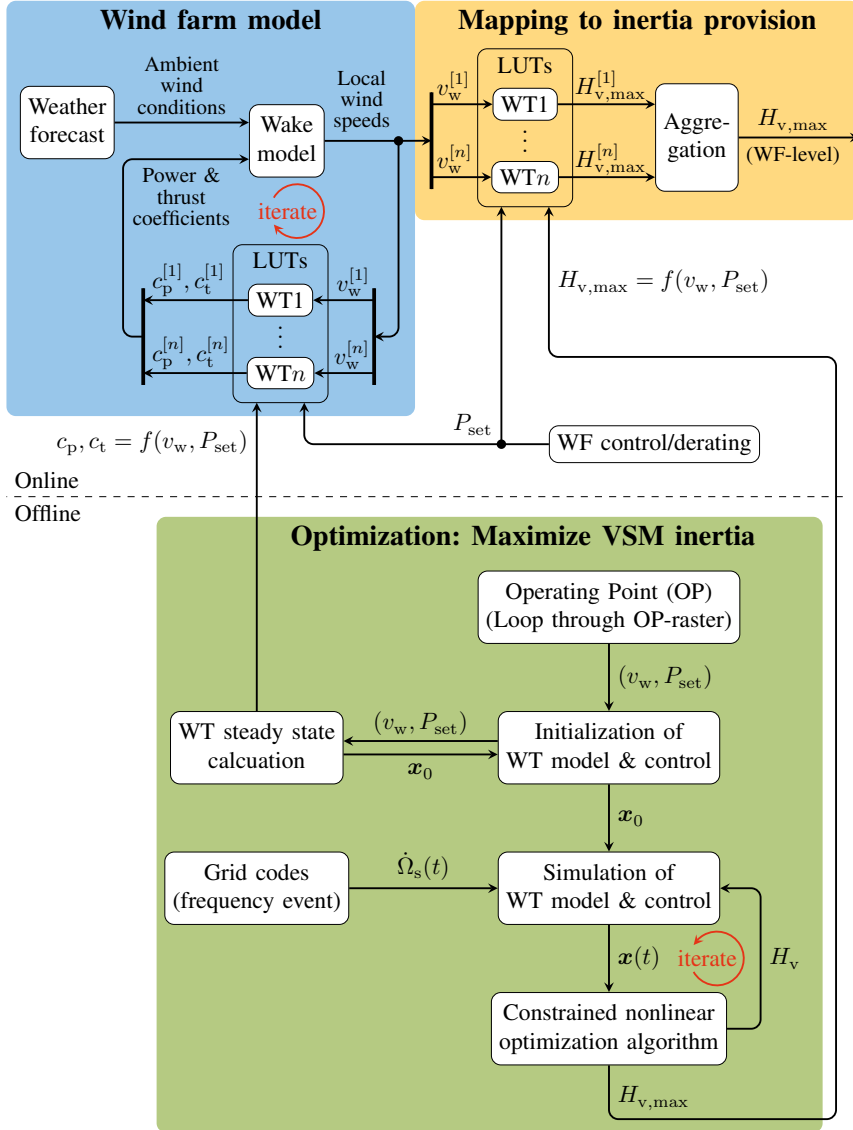 Wind farm model
Mapping to inertia provision
Weather
forecast
Ambient
wind
conditions
Wake
model
Local
wind
speeds
Power &
thrust
coefficients
iterate
LUTs
WT1
⋮
WTn
v_w^[1]
v_w^[n]
c_p^[1], c_t^[1]
c_p^[n], c_t^[n]
v_w^[1]
v_w^[n]
LUTs
WT1
⋮
WTn
H_v,max^[1]
H_v,max^[n]
Aggre-
gation
H_v,max
(WF-level)
H_v,max = f(v_w, P_set)
c_p, c_t = f(v_w, P_set)
P_set
WF control/derating
Online
Offline
Optimization: Maximize VSM inertia
Operating Point (OP)
(Loop through OP-raster)
(v_w, P_set)
WT steady state
calcuation
(v_w, P_set)
x_0
Initialization of
WT model & control
x_0
Grid codes
(frequency event)
Ω̇_s(t)
Simulation of
WT model & control
x(t)
iterate
H_v
Constrained nonlinear
optimization algorithm
H_v,max